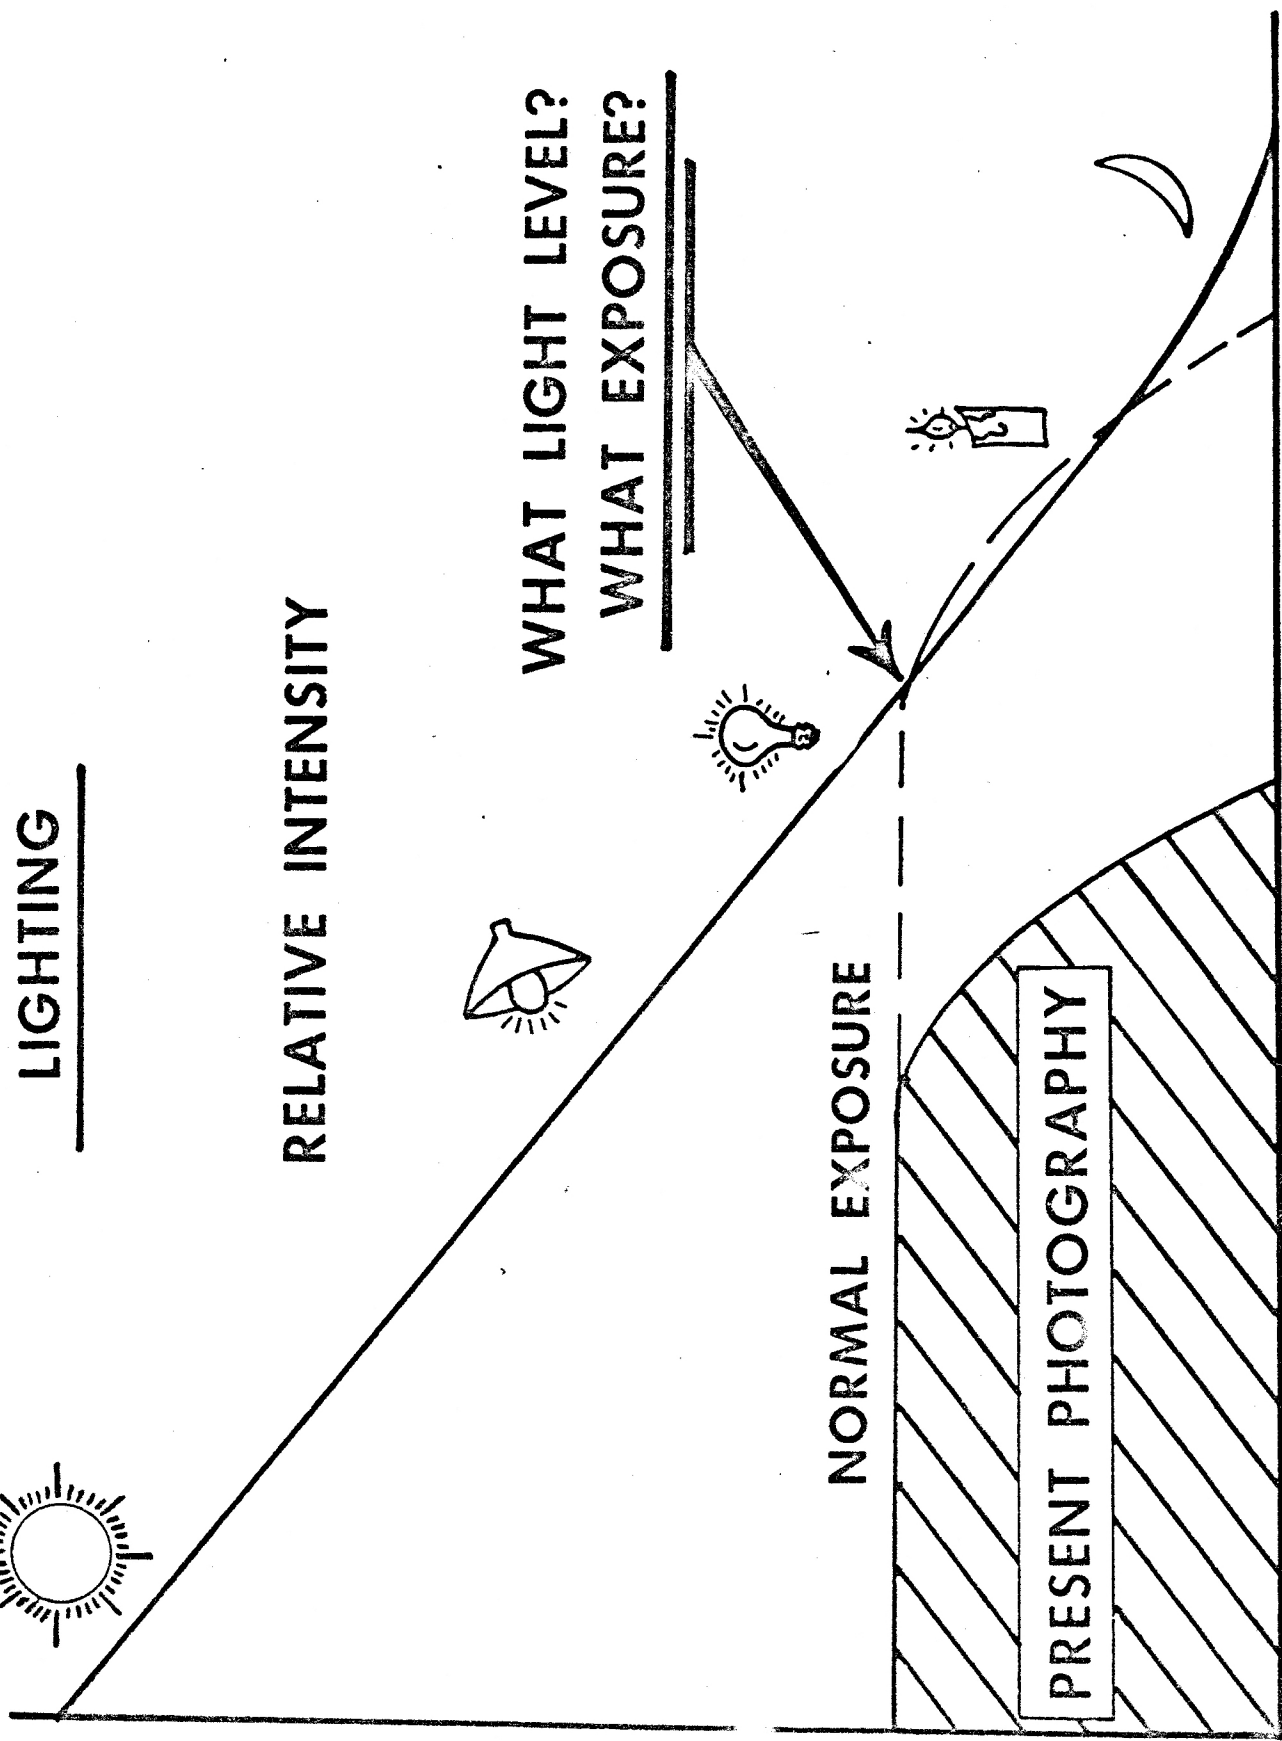 LIGHTING
RELATIVE INTENSITY
WHAT LIGHT LEVEL?
WHAT EXPOSURE?
NORMAL EXPOSURE
PRESENT PHOTOGRAPHY